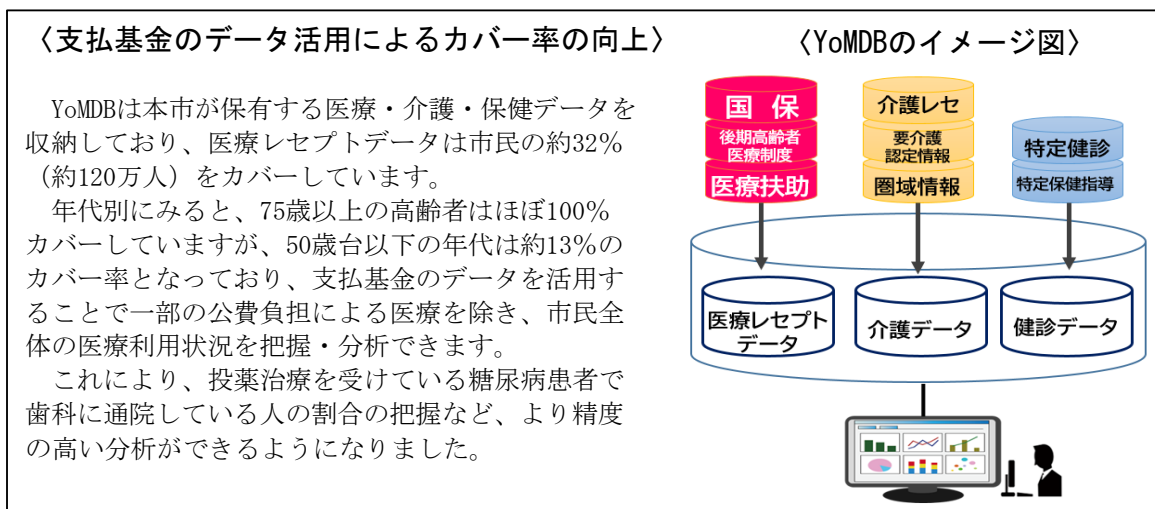 〈支払基金のデータ活用によるカバー率の向上〉
YoMDBは本市が保有する医療・介護・保健データを
収納しており、医療レセプトデータは市民の約32%
（約120万人）をカバーしています。
年代別にみると、75歳以上の高齢者はほぼ100%
カバーしていますが、50歳台以下の年代は約13%の
カバー率となっており、支払基金のデータを活用す
ることで一部の公費負担による医療を除き、市民全
体の医療利用状況を把握・分析できます。
これにより、投薬治療を受けている糖尿病患者で
歯科に通院している人の割合の把握など、より精度
の高い分析ができるようになりました。
〈YoMDBのイメージ図〉
国 保
後期高齢者
医療制度
医療扶助
介護レセ
要介護
認定情報
圏域情報
特定健診
特定保健指導
医療レセプト
データ
介護データ
健診データ